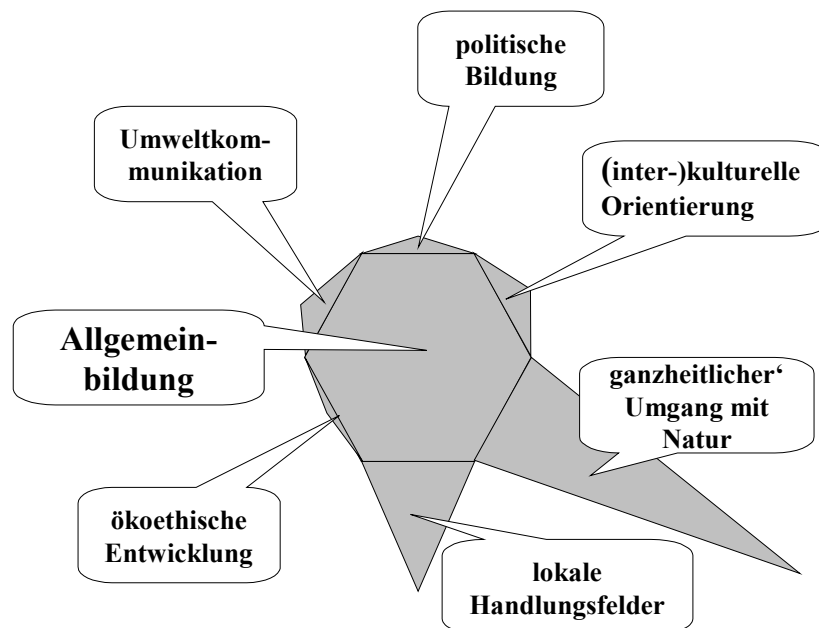 politische
Bildung
Umweltkom-
munikation
(inter-)kulturelle
Orientierung
Allgemein-
bildung
ganzheitlicher‘
Umgang mit
Natur
ökoethische
Entwicklung
lokale
Handlungsfelder